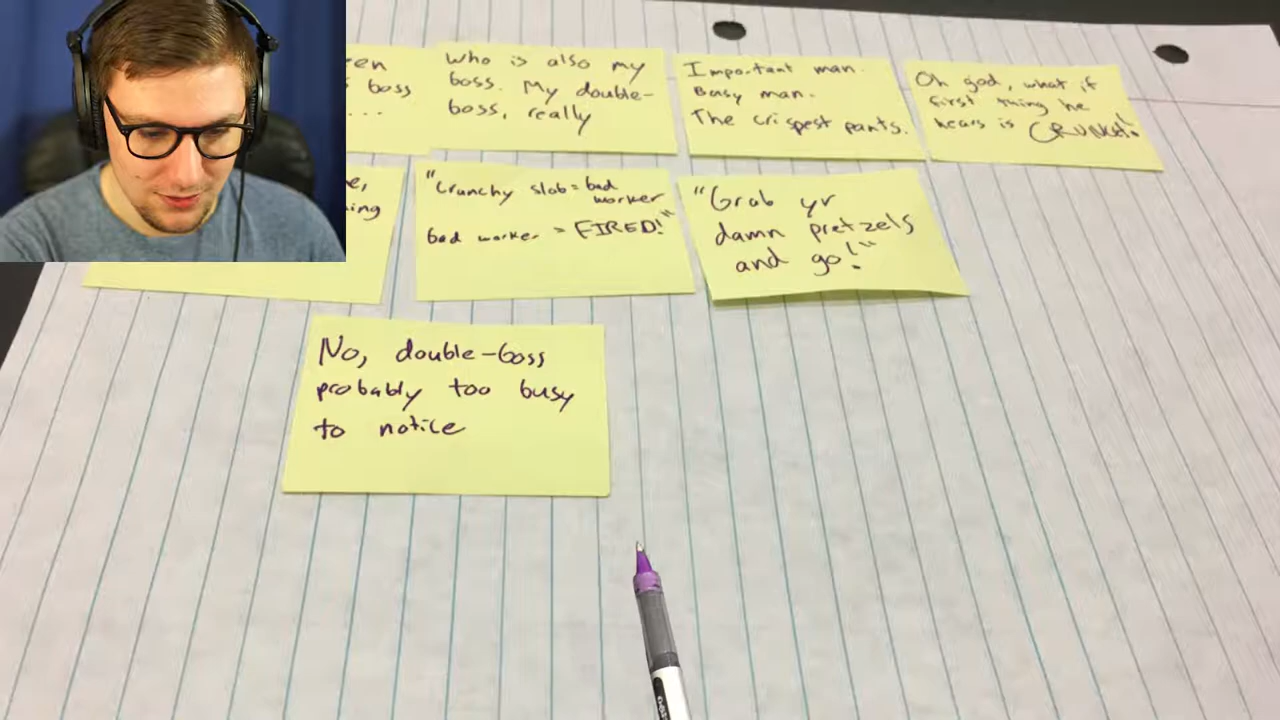 een
boss
...
Who is also my
boss. My double-
boss, really
Important man.
Busy man.
The crispest pants.
Oh god, what if
first thing he
hears is CRUNCH!
e,
ing
"Crunchy slob = bad
worker
bad worker = FIRED!"
"Grab yr
damn pretzels
and go!"
No, double-boss
probably too busy
to notice